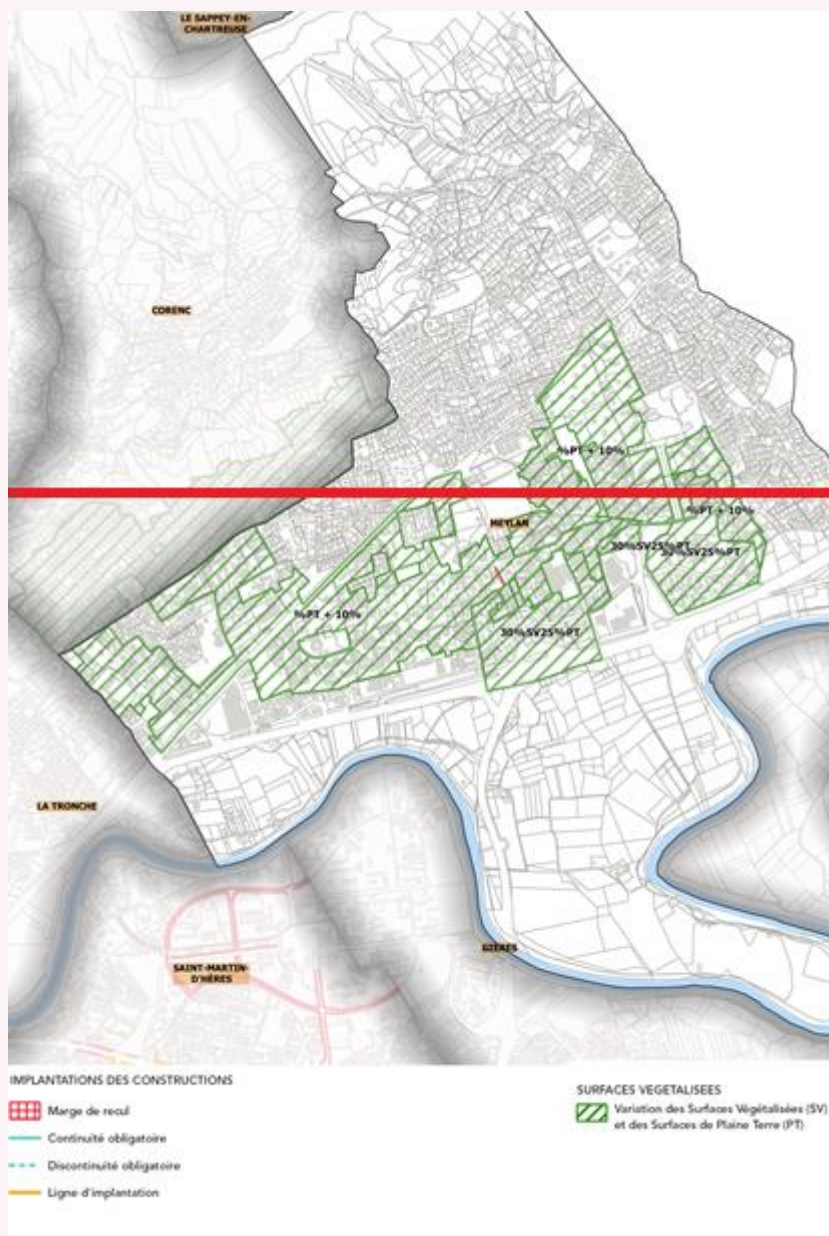 LE SAPPEY-EN-
CHARTREUSE
CORENC
%PT + 10%
%PT + 10%
MEYLAN
30%SV25%PT
30%SV25%PT
%PT + 10%
30%SV25%PT
LA TRONCHE
GIÈRES
SAINT-MARTIN-
D'HÈRES
IMPLANTATIONS DES CONSTRUCTIONS
Marge de recul
Continuité obligatoire
Discontinuité obligatoire
Ligne d'implantation
SURFACES VEGETALISEES
Variation des Surfaces Végétalisées (SV)
et des Surfaces de Plaine Terre (PT)